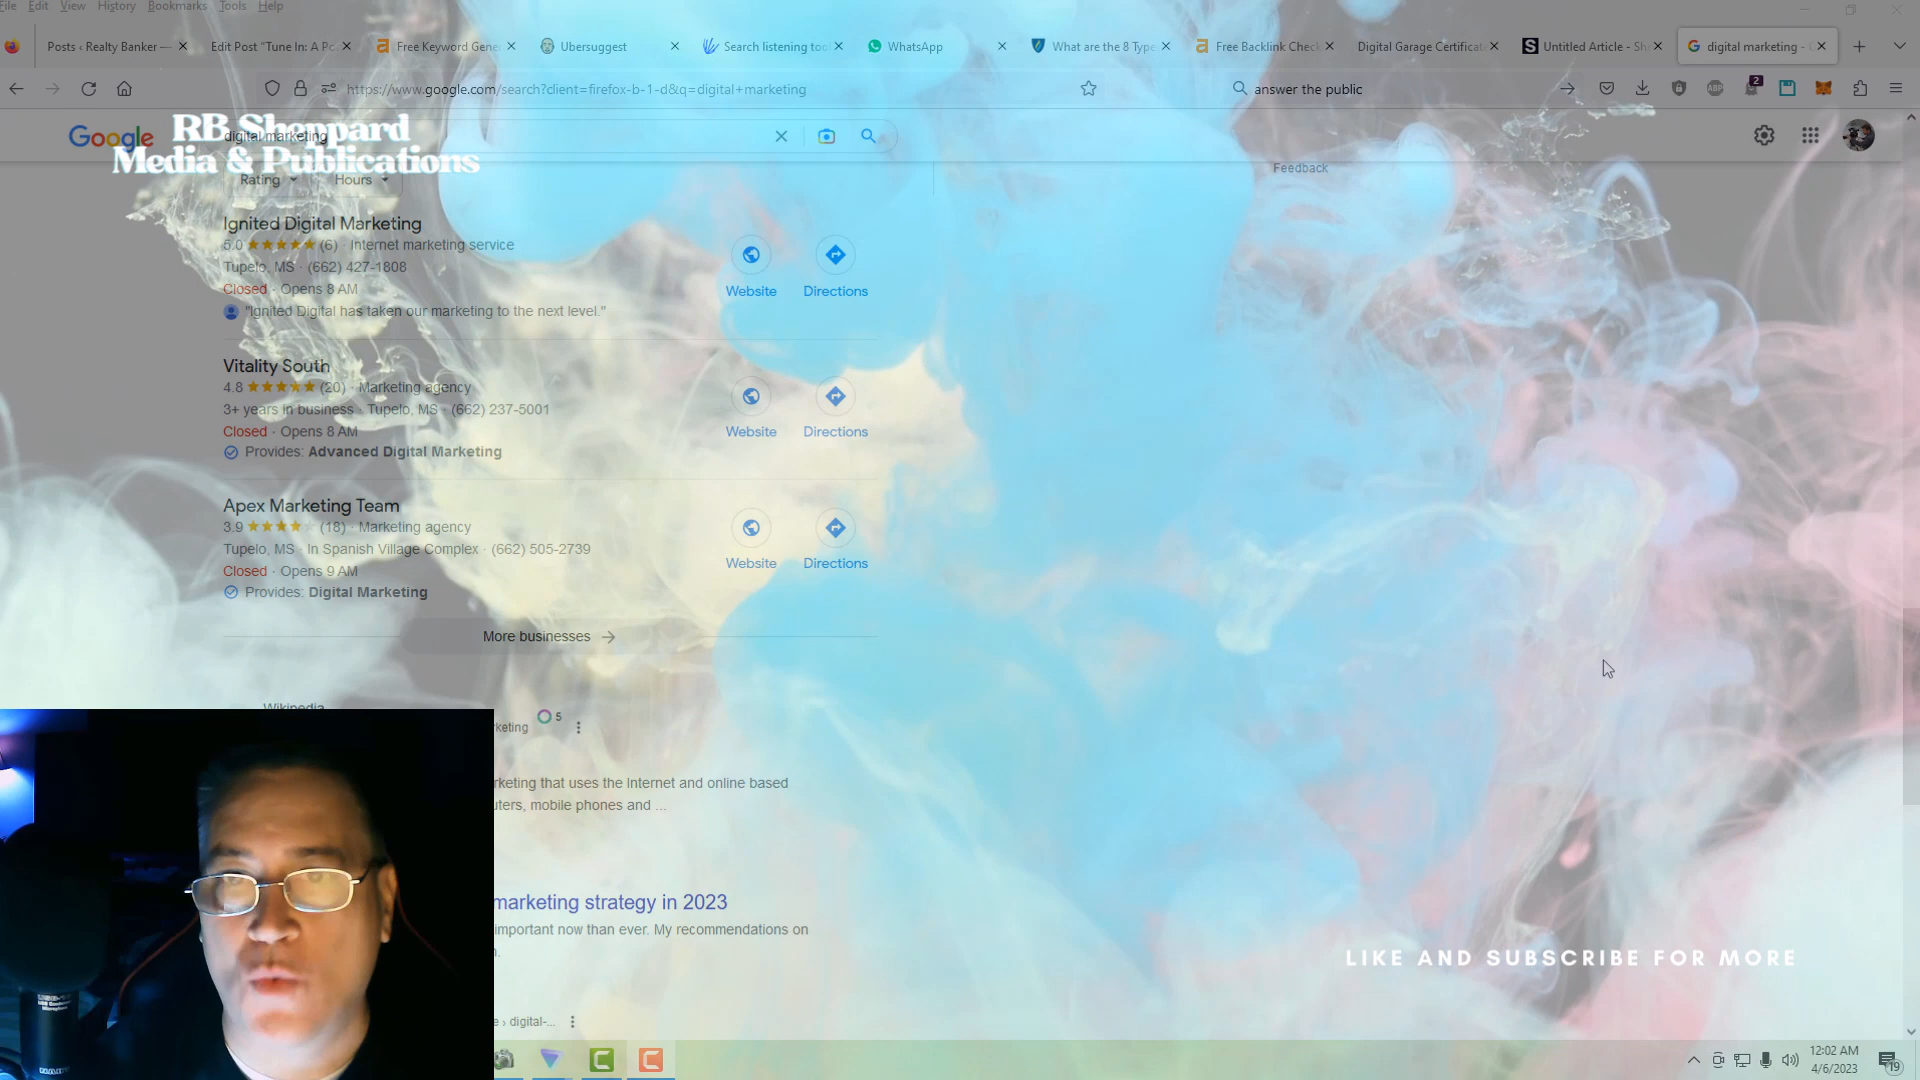 File Edit View History Bookmarks Tools Help
Posts ‹ Realty Banker —
Edit Post "Tune In: A Po
Free Keyword Gene
Ubersuggest
Search listening too
WhatsApp
What are the 8 Type
Free Backlink Check
Digital Garage Certificat
Untitled Article - Sh
digital marketing - G
https://www.google.com/search?client=firefox-b-1-d&q=digital+marketing
answer the public
ABP
2
Google
digital marketing
RB Sheppard
Media & Publications
Rating
Hours
Feedback
Ignited Digital Marketing
5.0 ★★★★★ (6) · Internet marketing service
Tupelo, MS · (662) 427-1808
Closed · Opens 8 AM
"Ignited Digital has taken our marketing to the next level."
Website
Directions
Vitality South
4.8 ★★★★★ (20) · Marketing agency
3+ years in business · Tupelo, MS · (662) 237-5001
Closed · Opens 8 AM
Provides: Advanced Digital Marketing
Website
Directions
Apex Marketing Team
3.9 ★★★★ (18) · Marketing agency
Tupelo, MS · In Spanish Village Complex · (662) 505-2739
Closed · Opens 9 AM
Provides: Digital Marketing
Website
Directions
More businesses
Wikipedia
keting
5
rketing that uses the Internet and online based
uters, mobile phones and ...
marketing strategy in 2023
important now than ever. My recommendations on
n.
e › digital-...
LIKE AND SUBSCRIBE FOR MORE
12:02 AM
4/6/2023
19